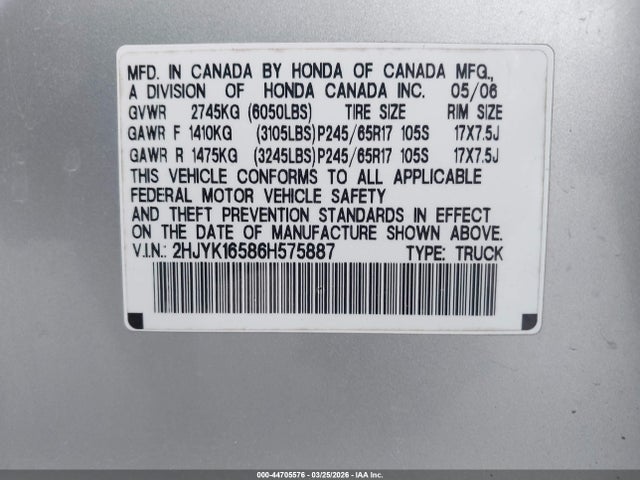 MFD. IN CANADA BY HONDA OF CANADA MFG.,
A DIVISION OF HONDA CANADA INC. 05/06
GVWR 2745KG (6050LBS) TIRE SIZE RIM SIZE
GAWR F 1410KG (3105LBS)P245/65R17 105S 17X7.5J
GAWR R 1475KG (3245LBS)P245/65R17 105S 17X7.5J
THIS VEHICLE CONFORMS TO ALL APPLICABLE
FEDERAL MOTOR VEHICLE SAFETY
AND THEFT PREVENTION STANDARDS IN EFFECT
ON THE DATE OF MANUFACTURE SHOWN ABOVE.
V.I.N.: 2HJYK16586H575887 TYPE: TRUCK
000-44705576 - 03/25/2026 - IAA Inc.